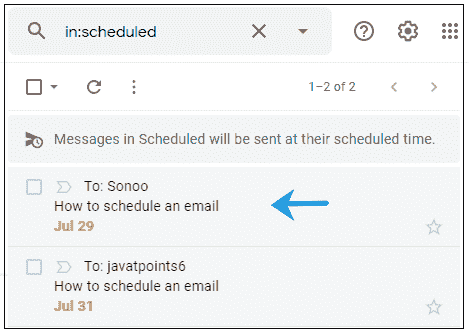 in:scheduled
1–2 of 2
Messages in Scheduled will be sent at their scheduled time.
To: Sonoo
How to schedule an email
Jul 29
To: javatpoints6
How to schedule an email
Jul 31